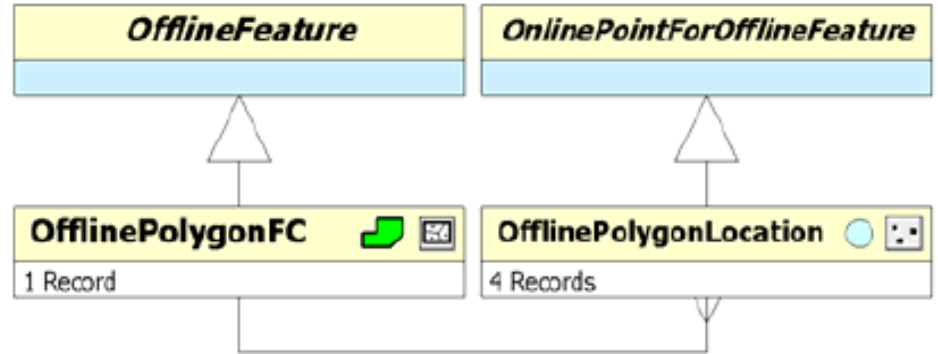 OfflineFeature
OnlinePointForOfflineFeature
OfflinePolygonFC
1 Record
OfflinePolygonLocation
4 Records